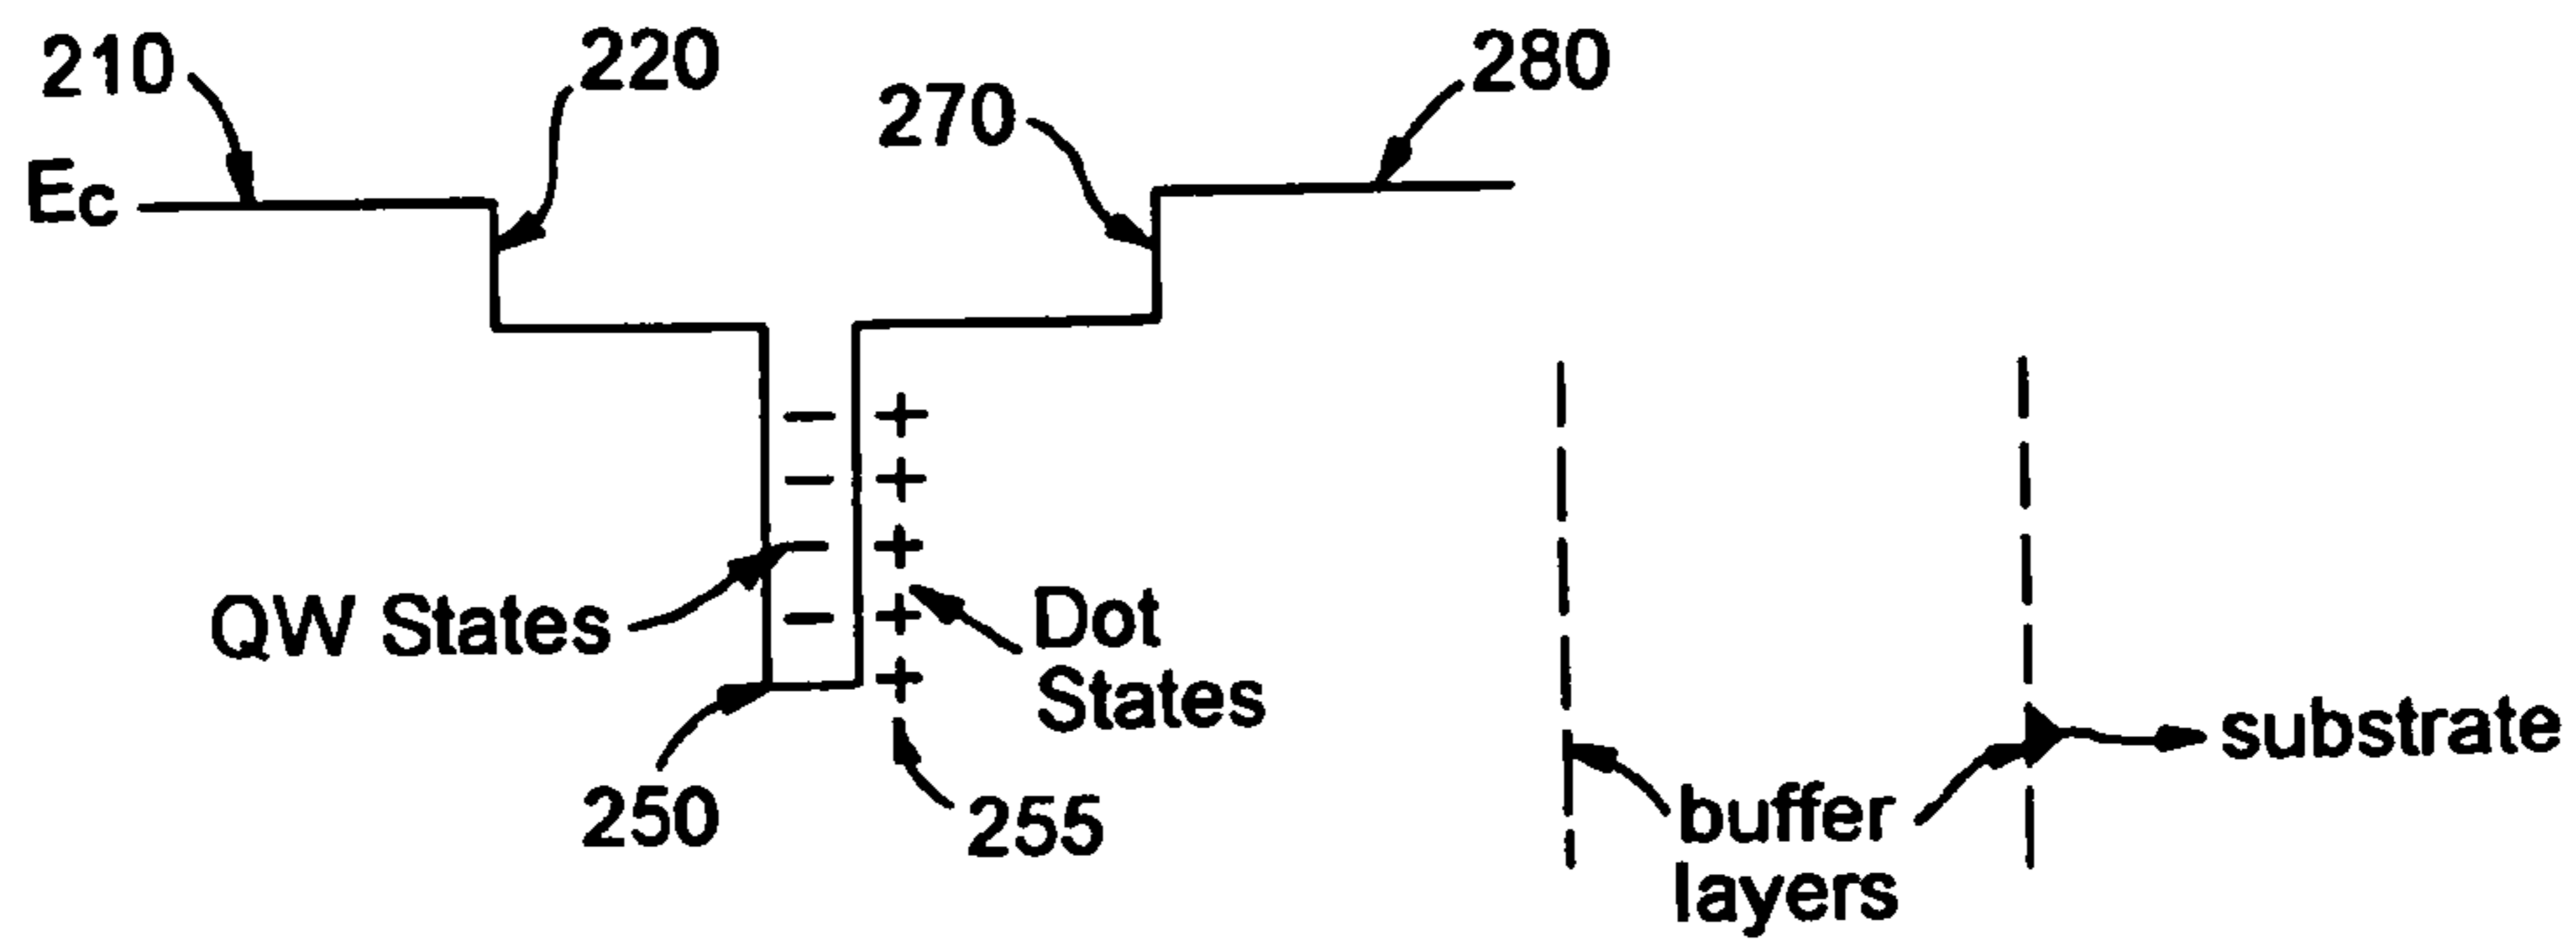 210
220
270
280
Ec
QW States
Dot
States
250
255
buffer
layers
substrate